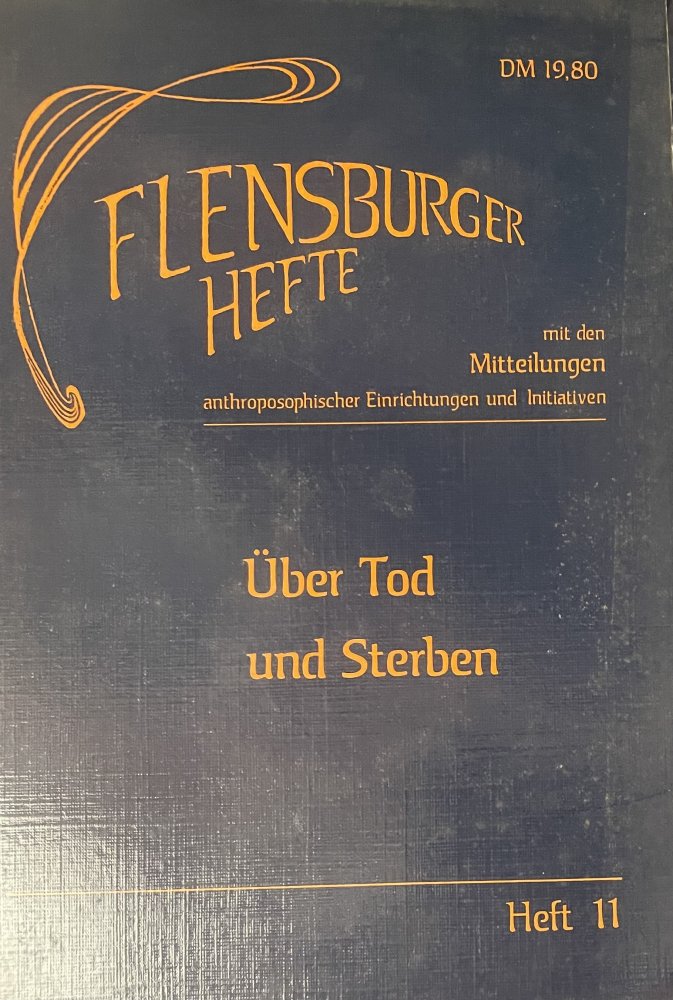 DM 19,80
FLENSBURGER
HEFTE
mit den
Mitteilungen
anthroposophischer Einrichtungen und Initiativen
Über Tod
und Sterben
Heft 11